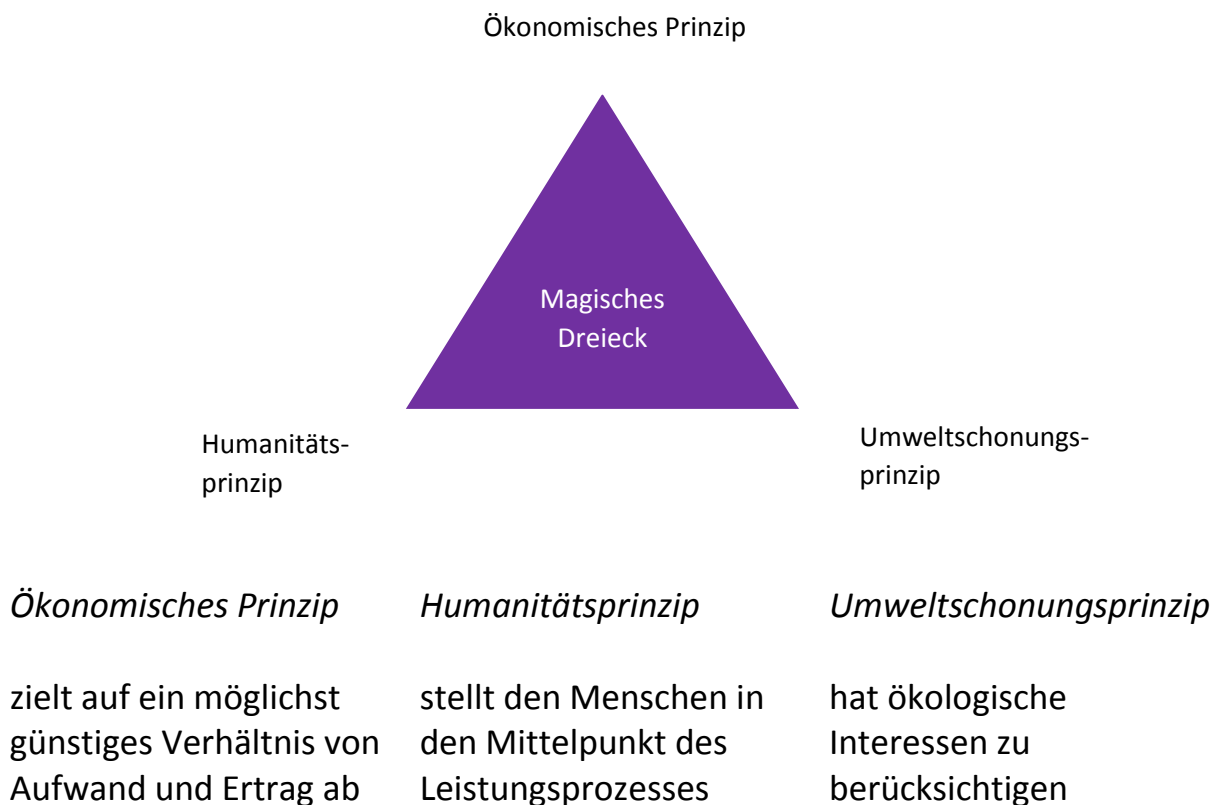 Ökonomisches Prinzip
Magisches
Dreieck
Humanitäts-
prinzip
Umweltschonungs-
prinzip
Ökonomisches Prinzip
zielt auf ein möglichst
günstiges Verhältnis von
Aufwand und Ertrag ab
Humanitätsprinzip
stellt den Menschen in
den Mittelpunkt des
Leistungsprozesses
Umweltschonungsprinzip
hat ökologische
Interessen zu
berücksichtigen